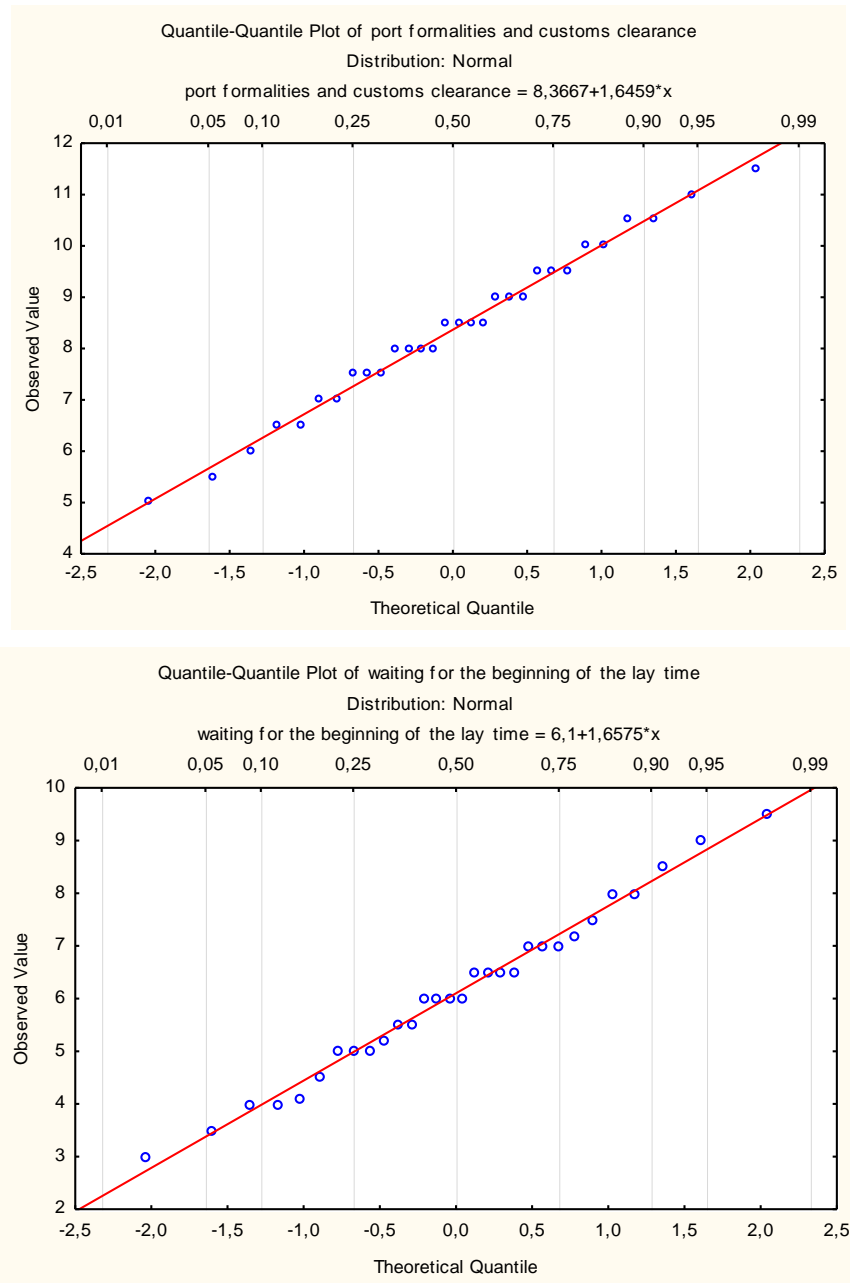 Quantile-Quantile Plot of port formalities and customs clearance
Distribution: Normal
port formalities and customs clearance = 8,3667+1,6459*x
0,01 0,05 0,10 0,25 0,50 0,75 0,90 0,95 0,99
12
11
10
9
8
7
6
5
4
Observed Value
-2,5 -2,0 -1,5 -1,0 -0,5 0,0 0,5 1,0 1,5 2,0 2,5
Theoretical Quantile
Quantile-Quantile Plot of waiting for the beginning of the lay time
Distribution: Normal
waiting for the beginning of the lay time = 6,1+1,6575*x
0,01 0,05 0,10 0,25 0,50 0,75 0,90 0,95 0,99
10
9
8
7
6
5
4
3
2
Observed Value
-2,5 -2,0 -1,5 -1,0 -0,5 0,0 0,5 1,0 1,5 2,0 2,5
Theoretical Quantile